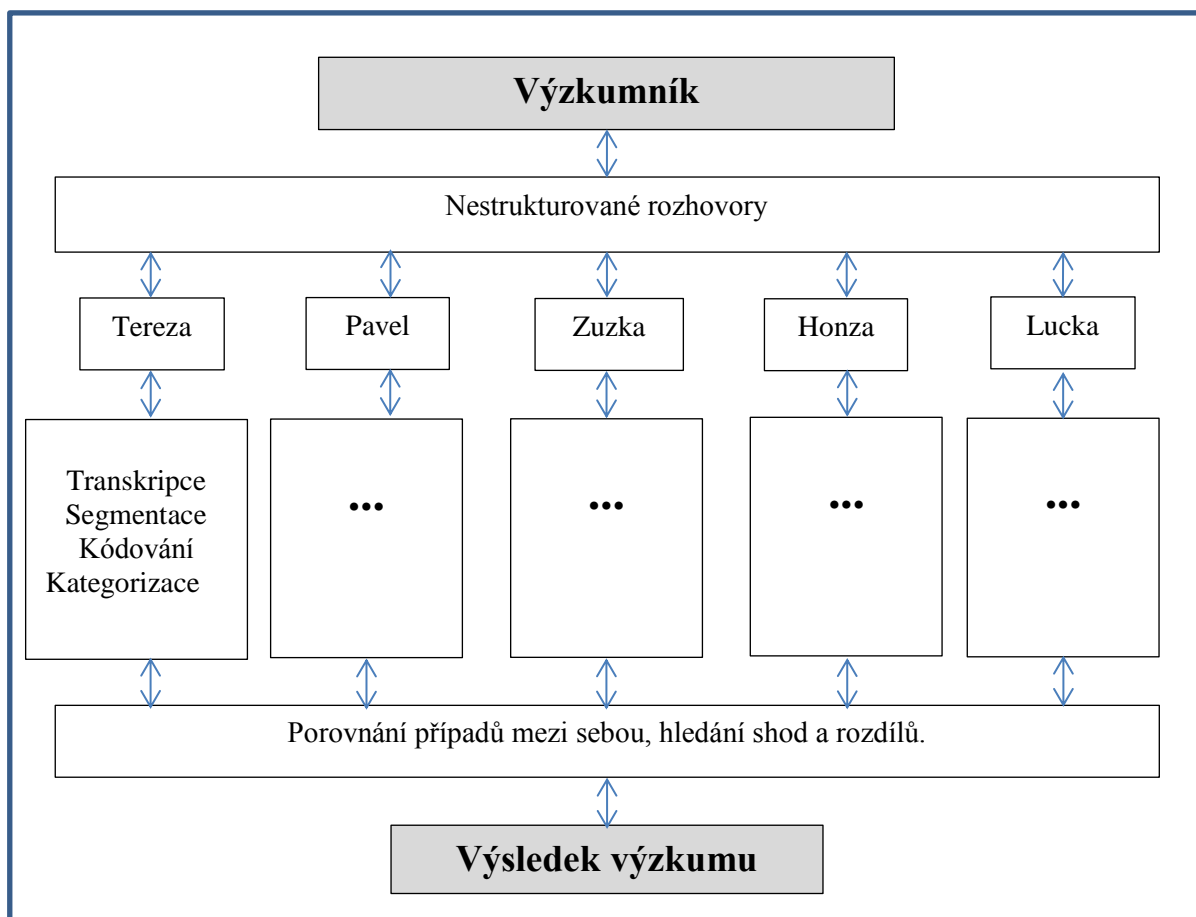 Výzkumník
Nestrukturované rozhovory
Tereza
Pavel
Zuzka
Honza
Lucka
Transkripce
Segmentace
Kódování
Kategorizace
...
...
...
...
Porovnání případů mezi sebou, hledání shod a rozdílů.
Výsledek výzkumu